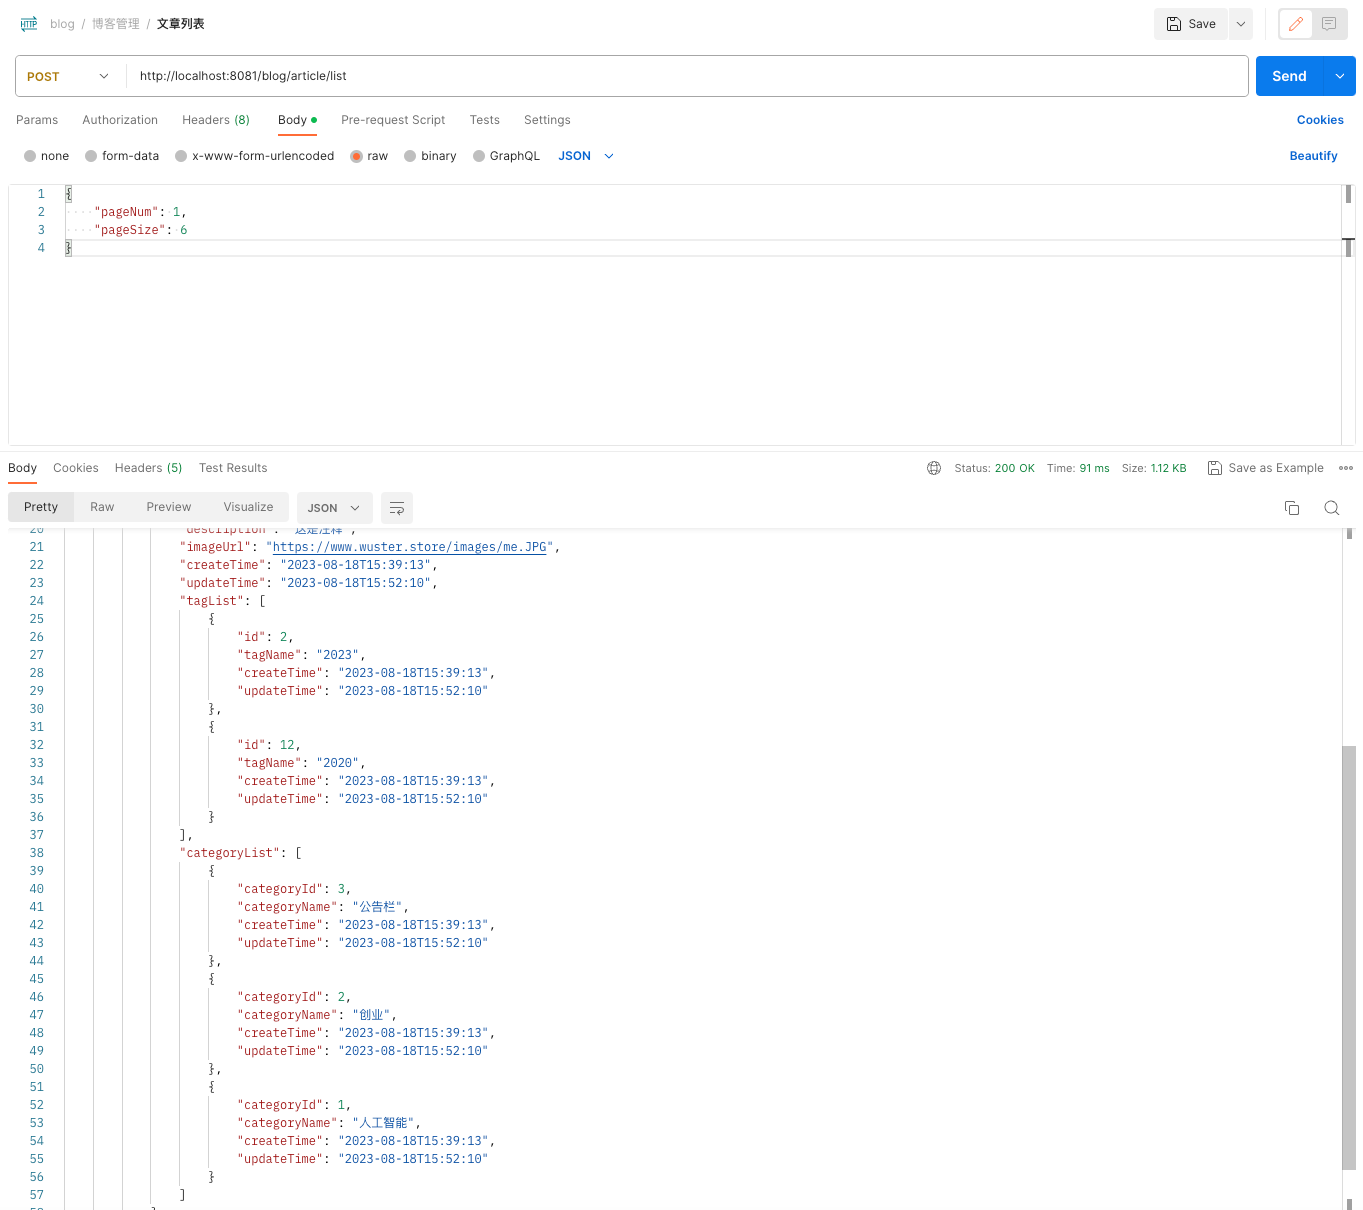 HTTP blog / 博客管理 / 文章列表 Save
POST http://localhost:8081/blog/article/list Send
Params Authorization Headers (8) Body Pre-request Script Tests Settings Cookies
none form-data x-www-form-urlencoded raw binary GraphQL JSON Beautify
1 {
2 ····"pageNum":·1,
3 ····"pageSize":·6
4 }
Body Cookies Headers (5) Test Results Status: 200 OK Time: 91 ms Size: 1.12 KB Save as Example
Pretty Raw Preview Visualize JSON
20 "description": "这是注释",
21 "imageUrl": "https://www.wuster.store/images/me.JPG",
22 "createTime": "2023-08-18T15:39:13",
23 "updateTime": "2023-08-18T15:52:10",
24 "tagList": [
25 {
26 "id": 2,
27 "tagName": "2023",
28 "createTime": "2023-08-18T15:39:13",
29 "updateTime": "2023-08-18T15:52:10"
30 },
31 {
32 "id": 12,
33 "tagName": "2020",
34 "createTime": "2023-08-18T15:39:13",
35 "updateTime": "2023-08-18T15:52:10"
36 }
37 ],
38 "categoryList": [
39 {
40 "categoryId": 3,
41 "categoryName": "公告栏",
42 "createTime": "2023-08-18T15:39:13",
43 "updateTime": "2023-08-18T15:52:10"
44 },
45 {
46 "categoryId": 2,
47 "categoryName": "创业",
48 "createTime": "2023-08-18T15:39:13",
49 "updateTime": "2023-08-18T15:52:10"
50 },
51 {
52 "categoryId": 1,
53 "categoryName": "人工智能",
54 "createTime": "2023-08-18T15:39:13",
55 "updateTime": "2023-08-18T15:52:10"
56 }
57 ]
58 }